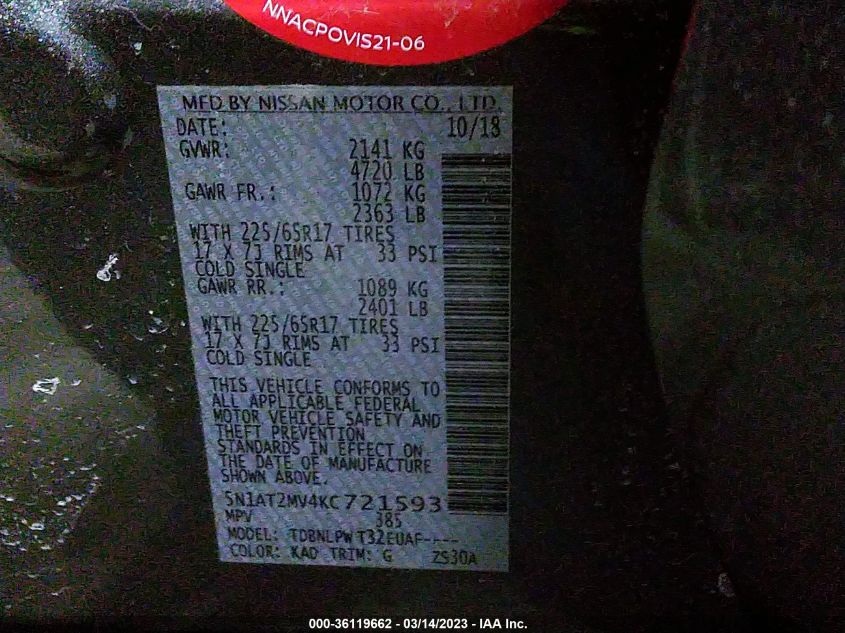 NNACPOVIS21-06
MFD BY NISSAN MOTOR CO., LTD.
DATE: 10/18
GVWR: 2141 KG
4720 LB
GAWR FR.: 1072 KG
2363 LB
WITH 225/65R17 TIRES
17 X 7J RIMS AT 33 PSI
COLD SINGLE
GAWR RR.: 1089 KG
2401 LB
WITH 225/65R17 TIRES
17 X 7J RIMS AT 33 PSI
COLD SINGLE
THIS VEHICLE CONFORMS TO
ALL APPLICABLE FEDERAL
MOTOR VEHICLE SAFETY AND
THEFT PREVENTION
STANDARDS IN EFFECT ON
THE DATE OF MANUFACTURE
SHOWN ABOVE.
5N1AT2MV4KC721593
MPV 385
MODEL: TDBNLPW T32EUAF----
COLOR: KAD TRIM: G ZS30A
000-36119662 - 03/14/2023 - IAA Inc.